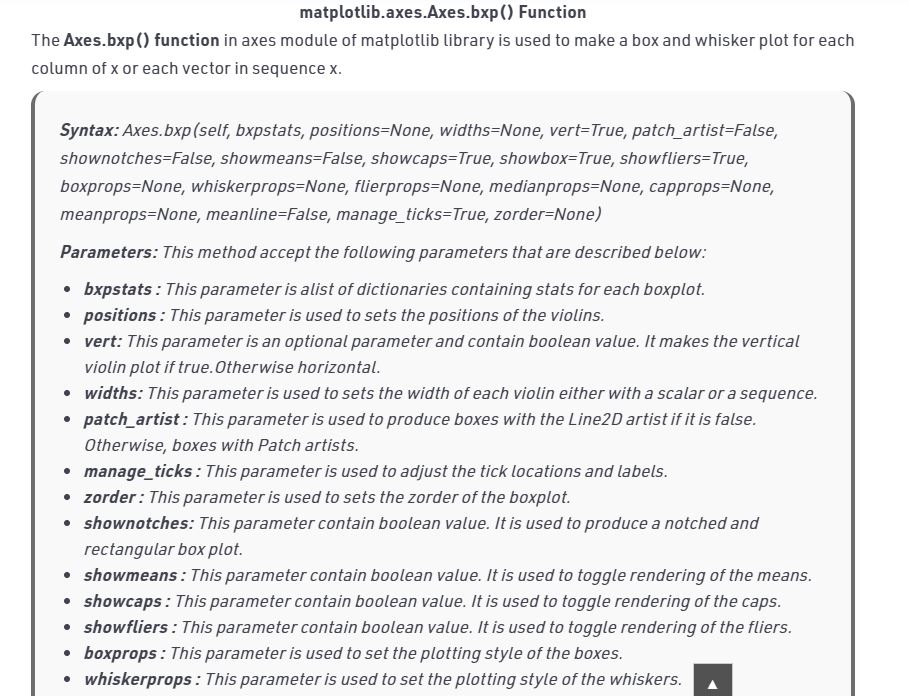 matplotlib.axes.Axes.bxp() Function
The Axes.bxp() function in axes module of matplotlib library is used to make a box and whisker plot for each
column of x or each vector in sequence x.
Syntax: Axes.bxp(self, bxpstats, positions=None, widths=None, vert=True, patch_artist=False,
shownotches=False, showmeans=False, showcaps=True, showbox=True, showfliers=True,
boxprops=None, whiskerprops=None, flierprops=None, medianprops=None, capprops=None,
meanprops=None, meanline=False, manage_ticks=True, zorder=None)
Parameters: This method accept the following parameters that are described below:
• bxpstats : This parameter is alist of dictionaries containing stats for each boxplot.
• positions : This parameter is used to sets the positions of the violins.
• vert: This parameter is an optional parameter and contain boolean value. It makes the vertical
violin plot if true.Otherwise horizontal.
• widths: This parameter is used to sets the width of each violin either with a scalar or a sequence.
• patch_artist : This parameter is used to produce boxes with the Line2D artist if it is false.
Otherwise, boxes with Patch artists.
• manage_ticks : This parameter is used to adjust the tick locations and labels.
• zorder : This parameter is used to sets the zorder of the boxplot.
• shownotches: This parameter contain boolean value. It is used to produce a notched and
rectangular box plot.
• showmeans : This parameter contain boolean value. It is used to toggle rendering of the means.
• showcaps : This parameter contain boolean value. It is used to toggle rendering of the caps.
• showfliers : This parameter contain boolean value. It is used to toggle rendering of the fliers.
• boxprops : This parameter is used to set the plotting style of the boxes.
• whiskerprops : This parameter is used to set the plotting style of the whiskers.